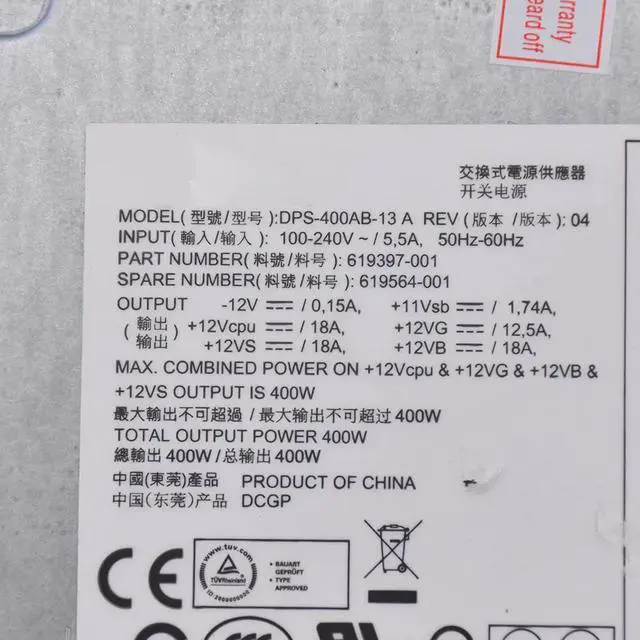 rranty
eard off
交換式電源供應器
开关电源
MODEL(型號/型号):DPS-400AB-13 A REV(版本/版本): 04
INPUT(輸入/输入): 100-240V ~ / 5,5A, 50Hz-60Hz
PART NUMBER(料號/料号): 619397-001
SPARE NUMBER(料號/料号): 619564-001
OUTPUT -12V ⎓ / 0,15A, +11Vsb ⎓ / 1,74A,
(輸出 +12Vcpu ⎓ / 18A, +12VG ⎓ / 12,5A,
输出) +12VS ⎓ / 18A, +12VB ⎓ / 18A,
MAX. COMBINED POWER ON +12Vcpu & +12VG & +12VB &
+12VS OUTPUT IS 400W
最大輸出不可超過 / 最大输出不可超过 400W
TOTAL OUTPUT POWER 400W
總輸出 400W / 总输出 400W
中國(東莞)產品 PRODUCT OF CHINA
中国(东莞)产品 DCGP
CE
www.tuv.com
TÜVRheinland
BAUART
GEPRÜFT
TYPE
APPROVED